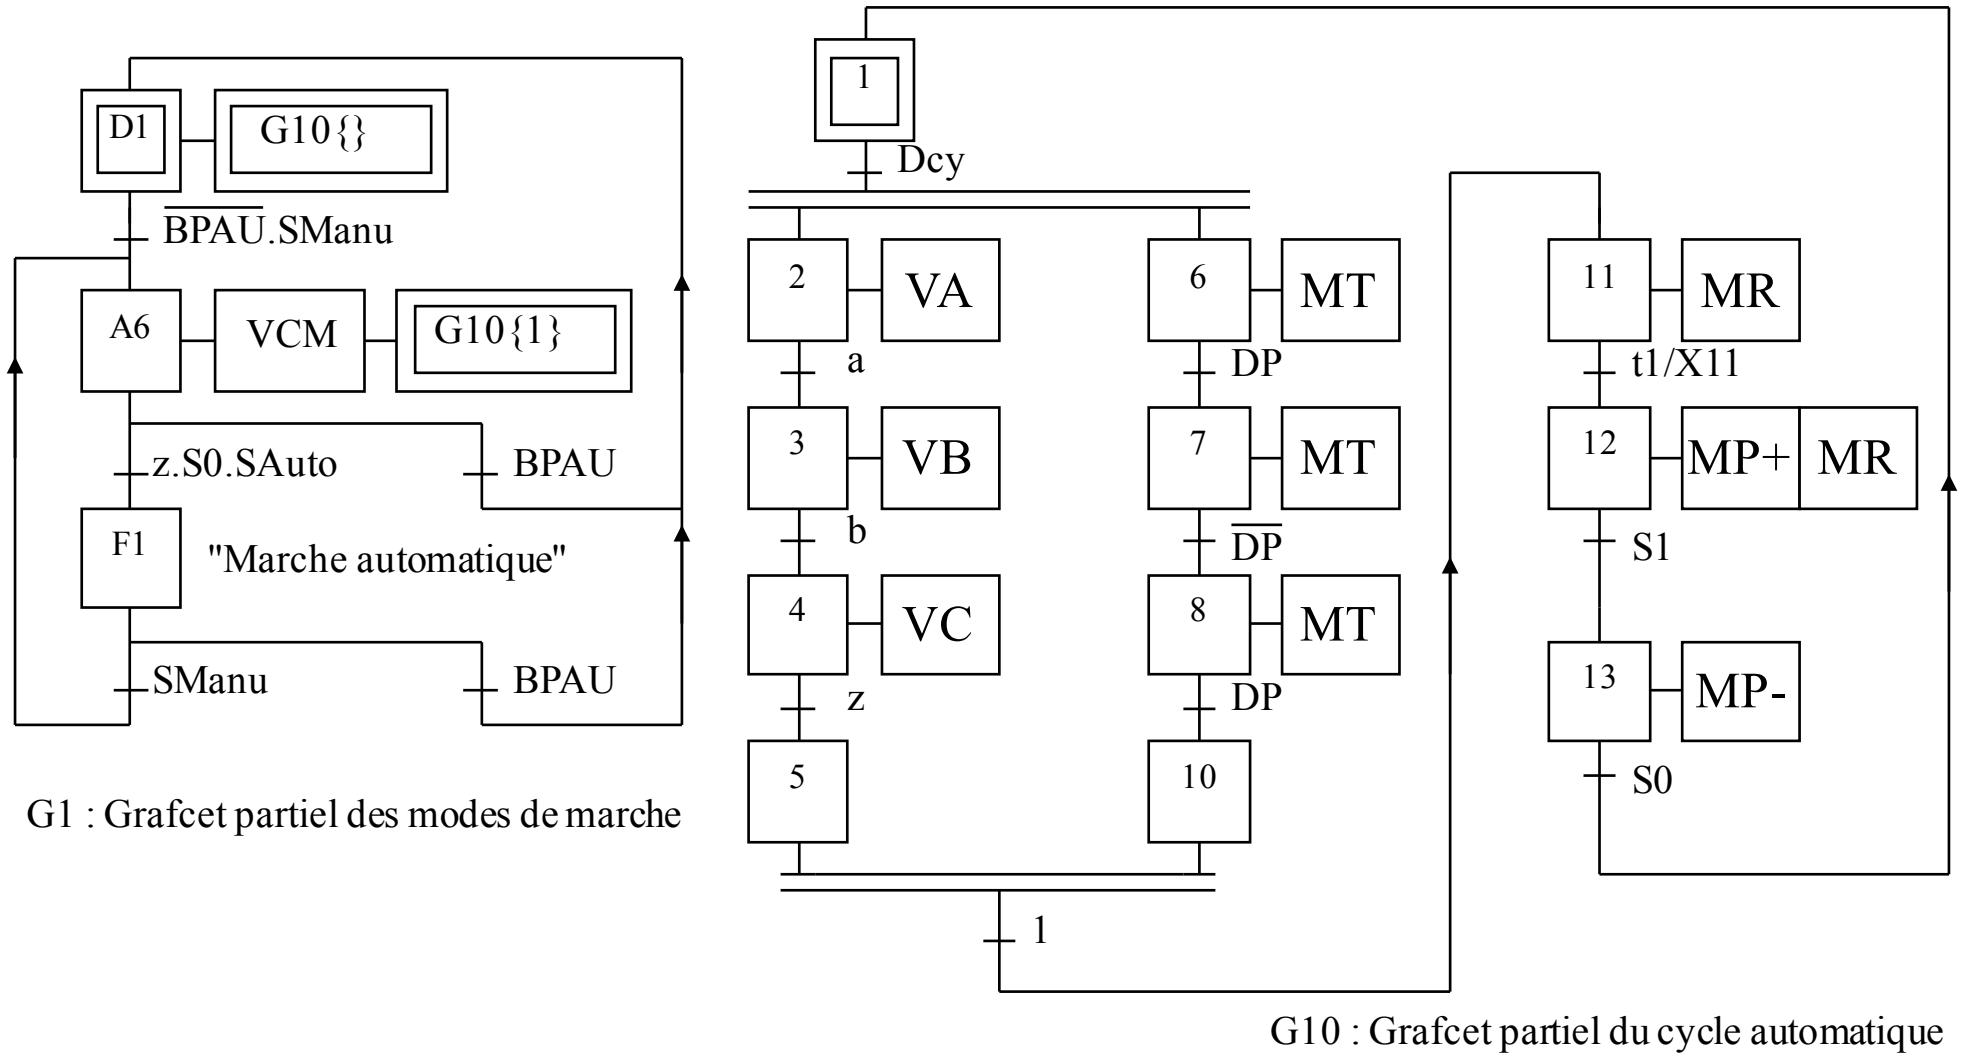 D1
G10{}
B̅P̅A̅U̅.SManu
A6
VCM
G10{1}
z.S0.SAuto
BPAU
F1
"Marche automatique"
SManu
BPAU
G1 : Grafcet partiel des modes de marche
1
Dcy
2
VA
6
MT
a
DP
3
VB
7
MT
b
D̅P̅
4
VC
8
MT
z
DP
5
10
1
11
MR
t1/X11
12
MP+
MR
S1
13
MP-
S0
G10 : Grafcet partiel du cycle automatique